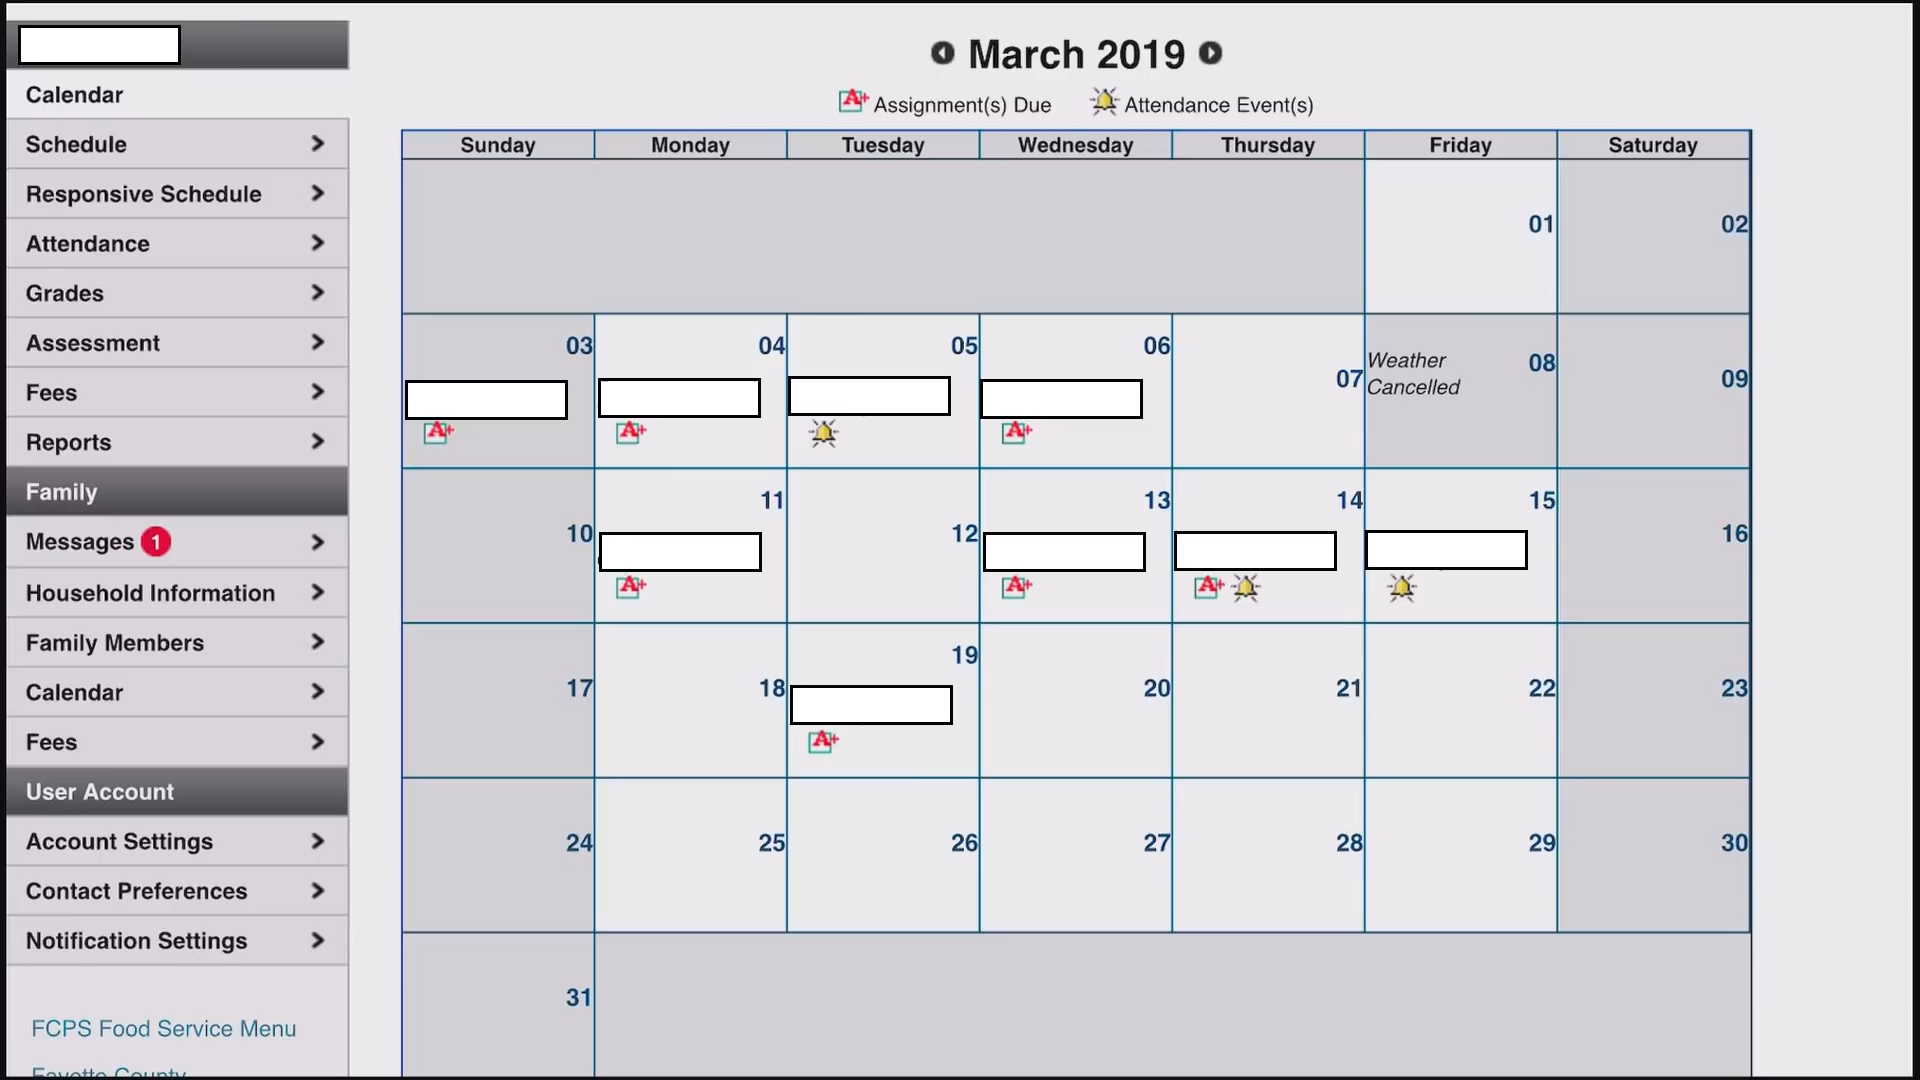 Calendar
Schedule
Responsive Schedule
Attendance
Grades
Assessment
Fees
Reports
Family
Messages 1
Household Information
Family Members
Calendar
Fees
User Account
Account Settings
Contact Preferences
Notification Settings
FCPS Food Service Menu
Fayette County
March 2019
A+ Assignment(s) Due Attendance Event(s)
Sunday Monday Tuesday Wednesday Thursday Friday Saturday
01 02
03 04 05 06 07 Weather 08 09
Cancelled
A+ A+ A+
10 11 12 13 14 15 16
A+ A+ A+
17 18 19 20 21 22 23
A+
24 25 26 27 28 29 30
31